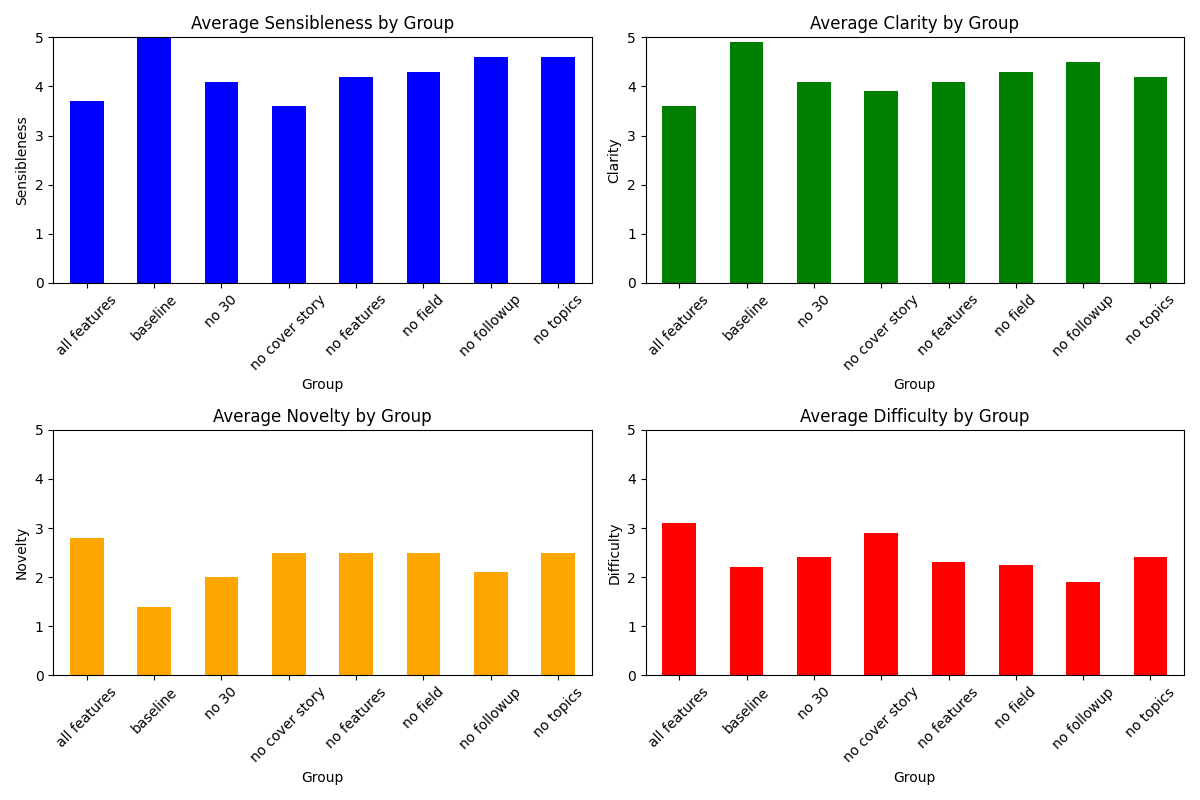 Average Sensibleness by Group
Sensibleness
5
4
3
2
1
0
all features
baseline
no 30
no cover story
no features
no field
no followup
no topics
Group
Average Clarity by Group
Clarity
5
4
3
2
1
0
all features
baseline
no 30
no cover story
no features
no field
no followup
no topics
Group
Average Novelty by Group
Novelty
5
4
3
2
1
0
all features
baseline
no 30
no cover story
no features
no field
no followup
no topics
Group
Average Difficulty by Group
Difficulty
5
4
3
2
1
0
all features
baseline
no 30
no cover story
no features
no field
no followup
no topics
Group